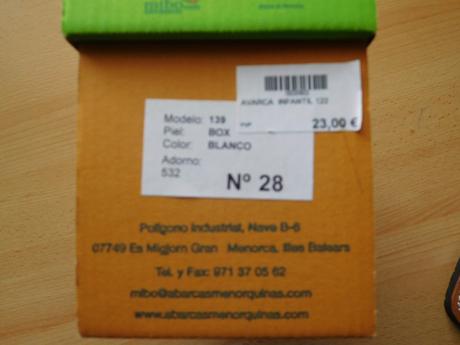 mibo
AVARCA INFANTIL 122
PVP 23,00 €
Modelo: 139
Piel: BOX
Color: BLANCO
Adorno:
532
Nº 28
Polígono Industrial, Nave B-6
07749 Es Migjorn Gran Menorca, Illes Balears
Tel. y Fax: 971 37 05 62
mibo@abarcasmenorquinas.com
www.abarcasmenorquinas.com